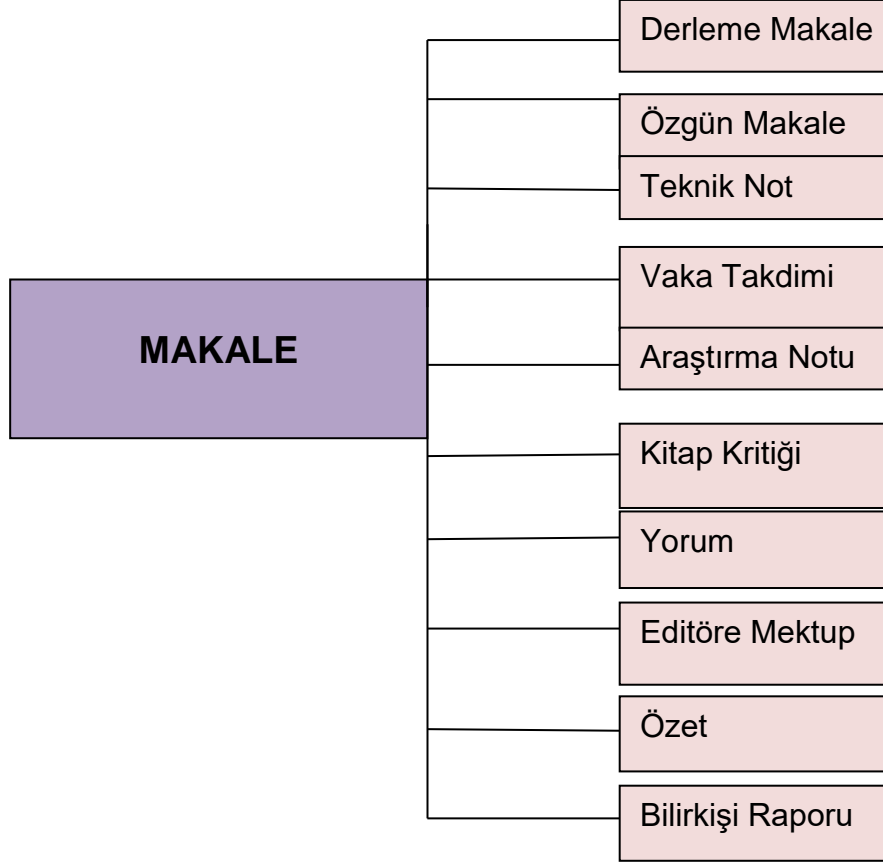 Derleme Makale
Özgün Makale
Teknik Not
Vaka Takdimi
MAKALE
Araştırma Notu
Kitap Kritiği
Yorum
Editöre Mektup
Özet
Bilirkişi Raporu